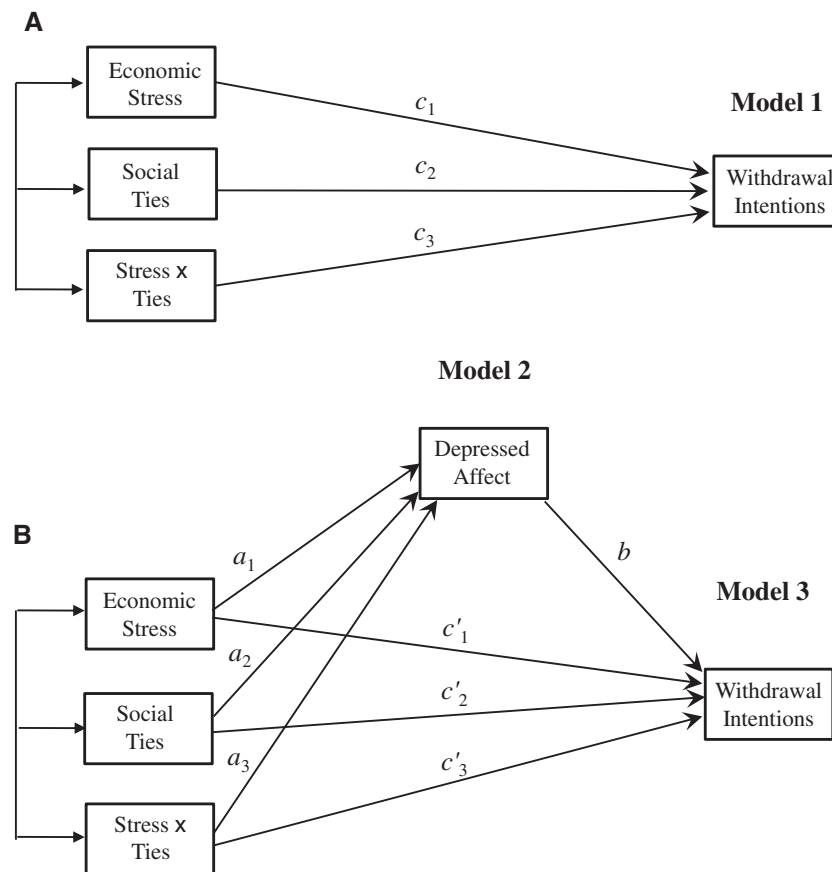 A
Economic
Stress
c₁
Model 1
Social
Ties
c₂
Withdrawal
Intentions
Stress x
Ties
c₃
Model 2
Depressed
Affect
B
a₁
b
Economic
Stress
Model 3
c'₁
a₂
Social
Ties
c'₂
Withdrawal
Intentions
a₃
c'₃
Stress x
Ties